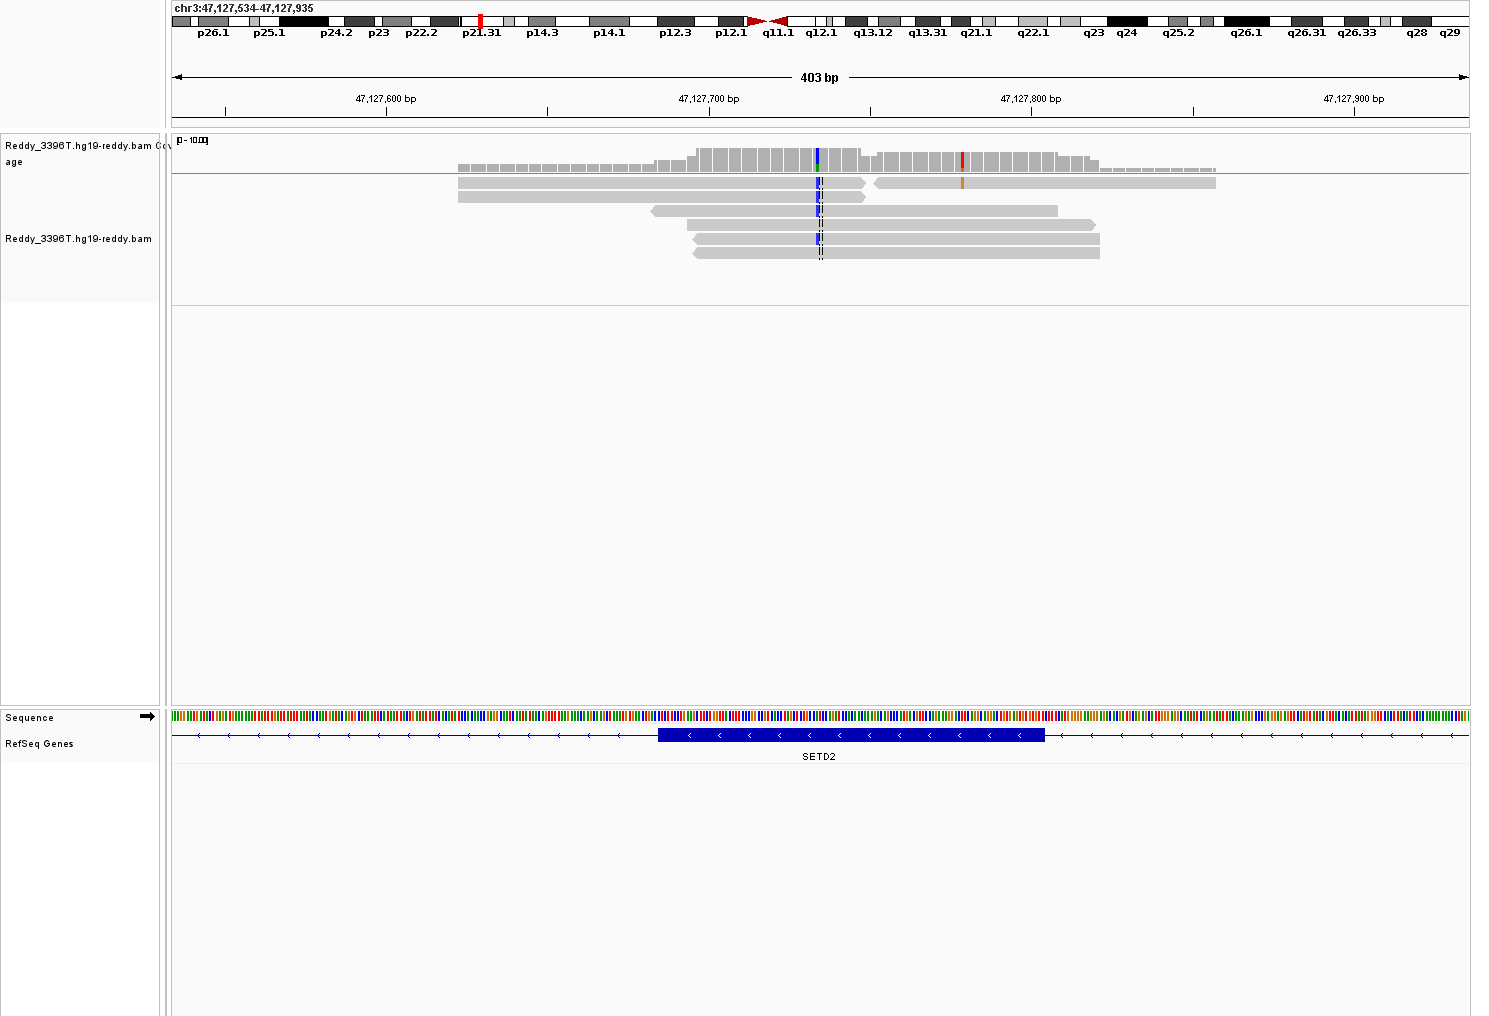 chr3:47,127,534-47,127,935
p26.1 p25.1 p24.2 p23 p22.2 p21.31 p14.3 p14.1 p12.3 p12.1 q11.1 q12.1 q13.12 q13.31 q21.1 q22.1 q23 q24 q25.2 q26.1 q26.31 q26.33 q28 q29
403 bp
47,127,600 bp 47,127,700 bp 47,127,800 bp 47,127,900 bp
Reddy_3396T.hg19-reddy.bam Cov
age
[0 - 10.00]
Reddy_3396T.hg19-reddy.bam
Sequence
RefSeq Genes
SETD2